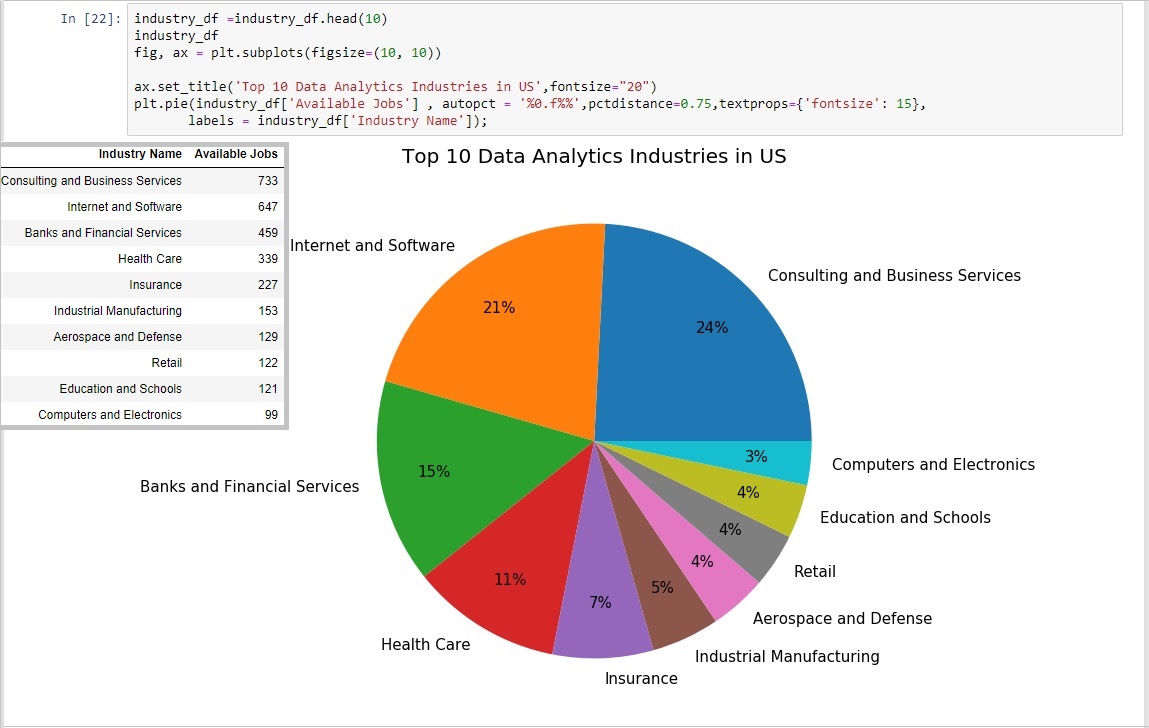 In [22]:
industry_df =industry_df.head(10)
industry_df
fig, ax = plt.subplots(figsize=(10, 10))
ax.set_title('Top 10 Data Analytics Industries in US',fontsize="20")
plt.pie(industry_df['Available Jobs'] , autopct = '%0.f%%',pctdistance=0.75,textprops={'fontsize': 15},
labels = industry_df['Industry Name']);
Industry Name Available Jobs
Consulting and Business Services 733
Internet and Software 647
Banks and Financial Services 459
Health Care 339
Insurance 227
Industrial Manufacturing 153
Aerospace and Defense 129
Retail 122
Education and Schools 121
Computers and Electronics 99
Top 10 Data Analytics Industries in US
Internet and Software
Consulting and Business Services
21%
24%
15%
3%
Computers and Electronics
Banks and Financial Services
4%
Education and Schools
4%
Retail
4%
11%
5%
7%
Aerospace and Defense
Health Care
Industrial Manufacturing
Insurance